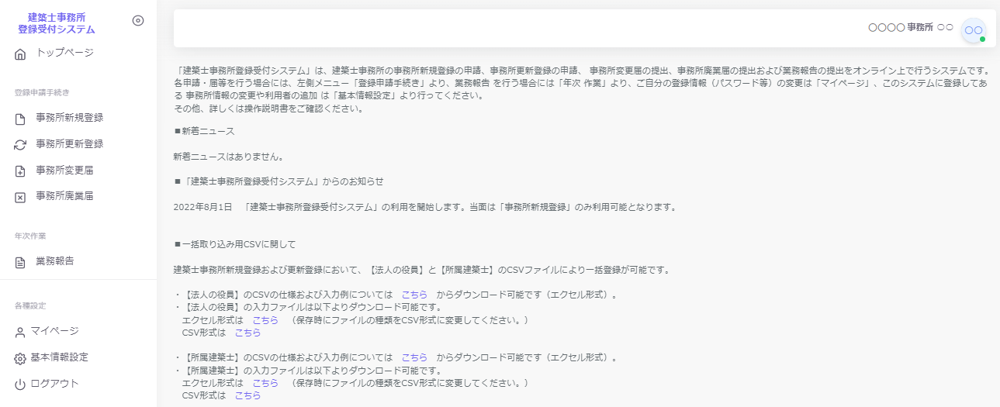 建築士事務所
登録受付システム
トップページ
登録申請手続き
事務所新規登録
事務所更新登録
事務所変更届
事務所廃業届
年次作業
業務報告
各種設定
マイページ
基本情報設定
ログアウト
〇〇〇〇 事務所 〇〇
〇〇
「建築士事務所登録受付システム」は、建築士事務所の事務所新規登録の申請、事務所更新登録の申請、 事務所変更届の提出、事務所廃業届の提出および業務報告の提出をオンライン上で行うシステムです。
各申請・届等を行う場合には、左側メニュー「登録申請手続き」より、業務報告 を行う場合には「年次 作業」より、ご自分の登録情報（パスワード等）の変更は「マイページ」、このシステムに登録してあ
る 事務所情報の変更や利用者の追加 は「基本情報設定」より行ってください。
その他、詳しくは操作説明書をご確認ください。
■新着ニュース
新着ニュースはありません。
■「建築士事務所登録受付システム」からのお知らせ
2022年8月1日　「建築士事務所登録受付システム」の利用を開始します。当面は「事務所新規登録」のみ利用可能となります。
■一括取り込み用CSVに関して
建築士事務所新規登録および更新登録において、【法人の役員】と【所属建築士】のCSVファイルにより一括登録が可能です。
・【法人の役員】のCSVの仕様および入力例については　こちら　からダウンロード可能です（エクセル形式）。
・【法人の役員】の入力ファイルは以下よりダウンロード可能です。
エクセル形式は　こちら　（保存時にファイルの種類をCSV形式に変更してください。）
CSV形式は　こちら
・【所属建築士】のCSVの仕様および入力例については　こちら　からダウンロード可能です（エクセル形式）。
・【所属建築士】の入力ファイルは以下よりダウンロード可能です。
エクセル形式は　こちら　（保存時にファイルの種類をCSV形式に変更してください。）
CSV形式は　こちら